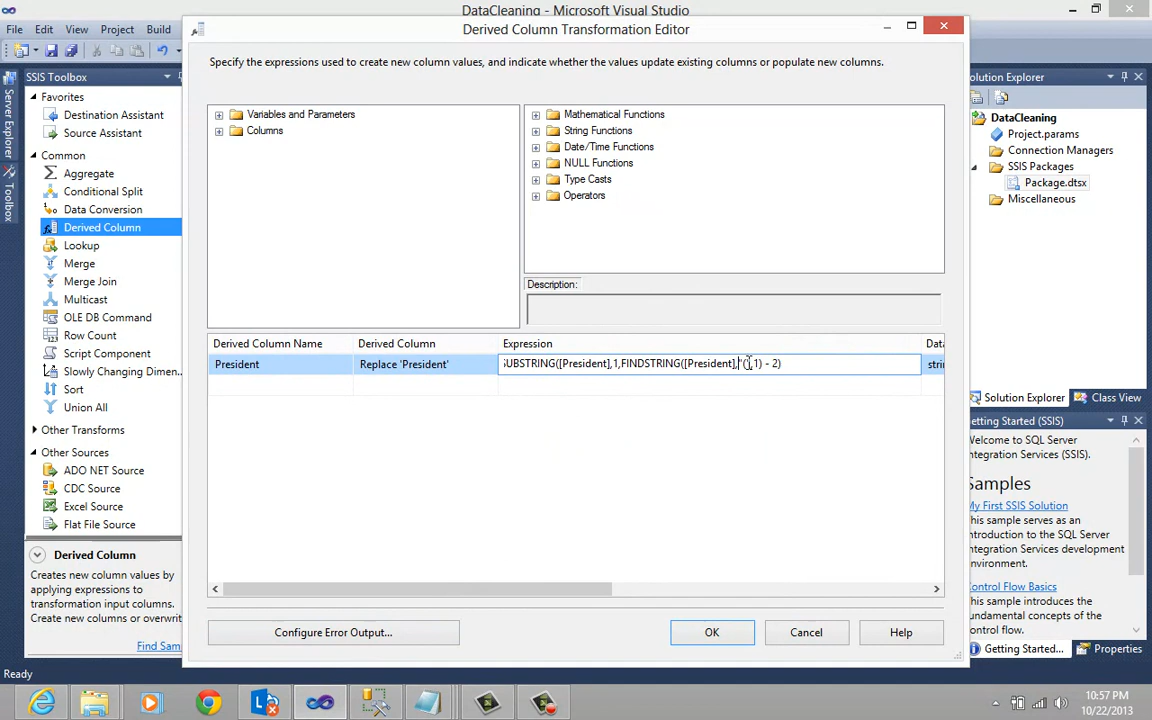 DataCleaning - Microsoft Visual Studio
File Edit View Project Build
Derived Column Transformation Editor
Specify the expressions used to create new column values, and indicate whether the values update existing columns or populate new columns.
SSIS Toolbox
Favorites
Destination Assistant
Source Assistant
Common
Aggregate
Conditional Split
Data Conversion
Derived Column
Lookup
Merge
Merge Join
Multicast
OLE DB Command
Row Count
Script Component
Slowly Changing Dimen...
Sort
Union All
Other Transforms
Other Sources
ADO NET Source
CDC Source
Excel Source
Flat File Source
Derived Column
Creates new column values by
applying expressions to
transformation input columns.
Create new columns or overwrit
Find Sam
Ready
Server Explorer
Toolbox
Variables and Parameters
Columns
Mathematical Functions
String Functions
Date/Time Functions
NULL Functions
Type Casts
Operators
Description:
Derived Column Name Derived Column Expression Data
President Replace 'President' SUBSTRING([President],1,FINDSTRING([President],"(",1) - 2) strin
Configure Error Output... OK Cancel Help
Solution Explorer
DataCleaning
Project.params
Connection Managers
SSIS Packages
Package.dtsx
Miscellaneous
Solution Explorer Class View
Getting Started (SSIS)
Welcome to SQL Server
Integration Services (SSIS).
Samples
My First SSIS Solution
This sample serves as an
introduction to the SQL Server
Integration Services development
environment.
Control Flow Basics
This sample introduces the
fundamental concepts of the
control flow.
Getting Started... Properties
10:57 PM
10/22/2013